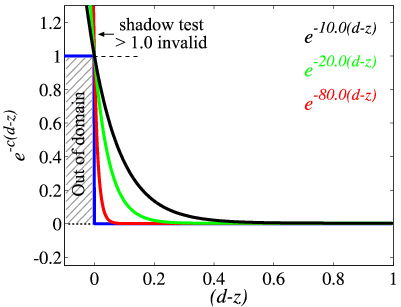 1.2
1
0.8
0.6
0.4
0.2
0
-0.2
e^-c(d-z)
shadow test
> 1.0 invalid
Out of domain
e^-10.0(d-z)
e^-20.0(d-z)
e^-80.0(d-z)
0
0.2
0.4
0.6
0.8
1
(d-z)